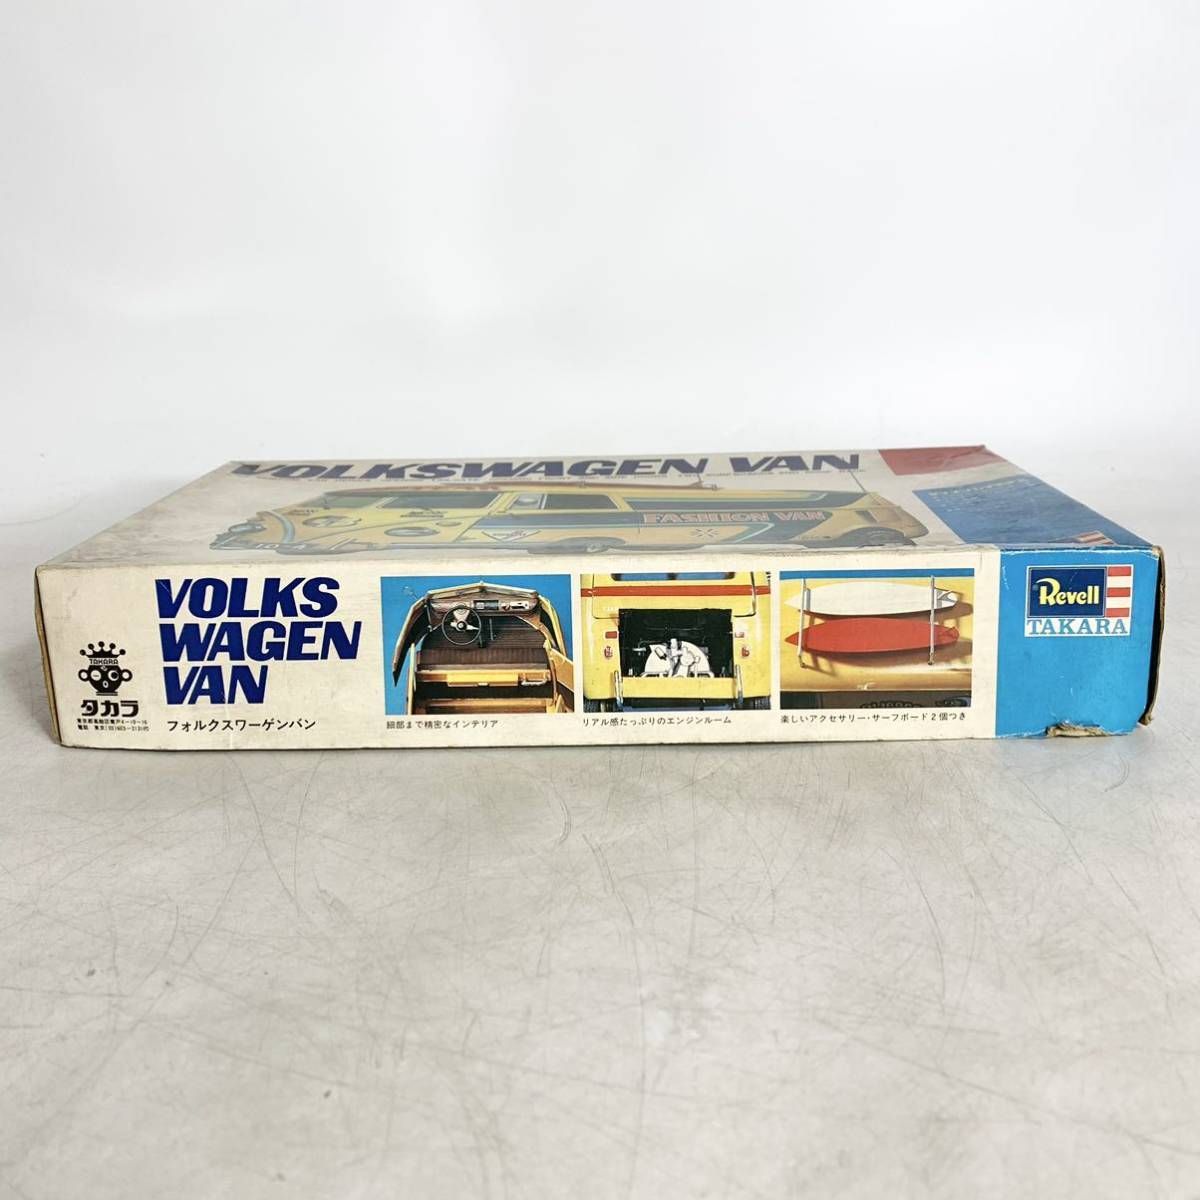 VOLKSWAGEN VAN
FASHION VAN
VOLKS
WAGEN
VAN
フォルクスワーゲンバン
TAKARA
タカラ
細部まで精密なインテリア
リアル感たっぷりのエンジンルーム
楽しいアクセサリー・サーフボード2個つき
Revell
TAKARA